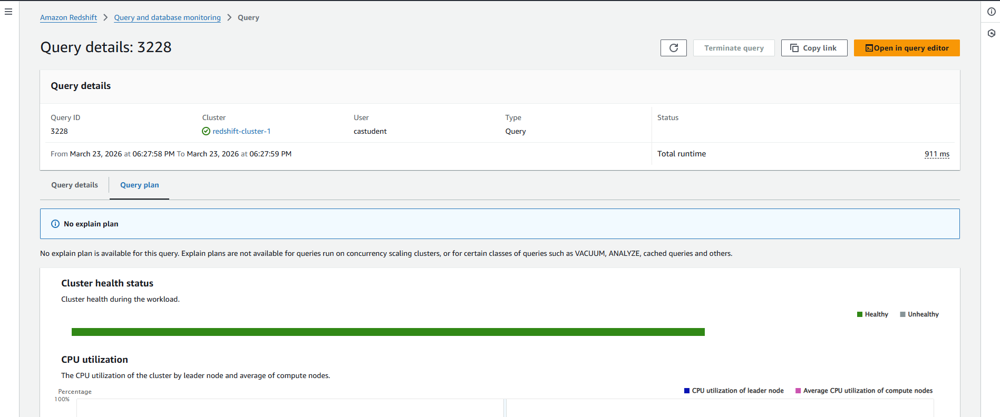 Amazon Redshift > Query and database monitoring > Query
Query details: 3228
Terminate query
Copy link
Open in query editor
Query details
Query ID Cluster User Type Status
3228 redshift-cluster-1 castudent Query
From March 23, 2026 at 06:27:58 PM To March 23, 2026 at 06:27:59 PM
Total runtime 911 ms
Query details Query plan
No explain plan
No explain plan is available for this query. Explain plans are not available for queries run on concurrency scaling clusters, or for certain classes of queries such as VACUUM, ANALYZE, cached queries and others.
Cluster health status
Cluster health during the workload.
Healthy Unhealthy
CPU utilization
The CPU utilization of the cluster by leader node and average of compute nodes.
CPU utilization of leader node Average CPU utilization of compute nodes
Percentage
100%